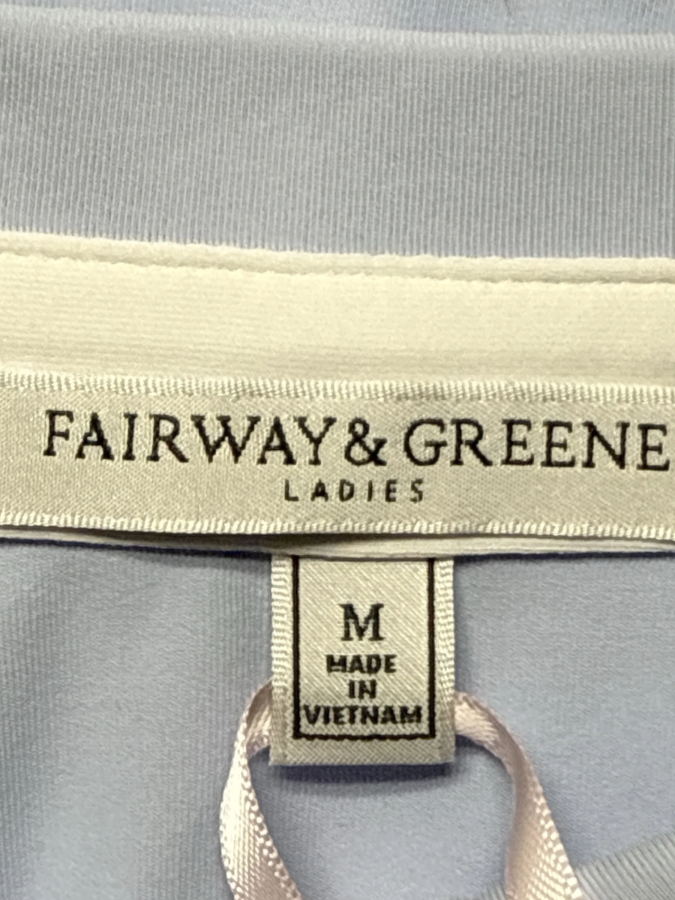 FAIRWAY & GREENE
LADIES
M
MADE
IN
VIETNAM